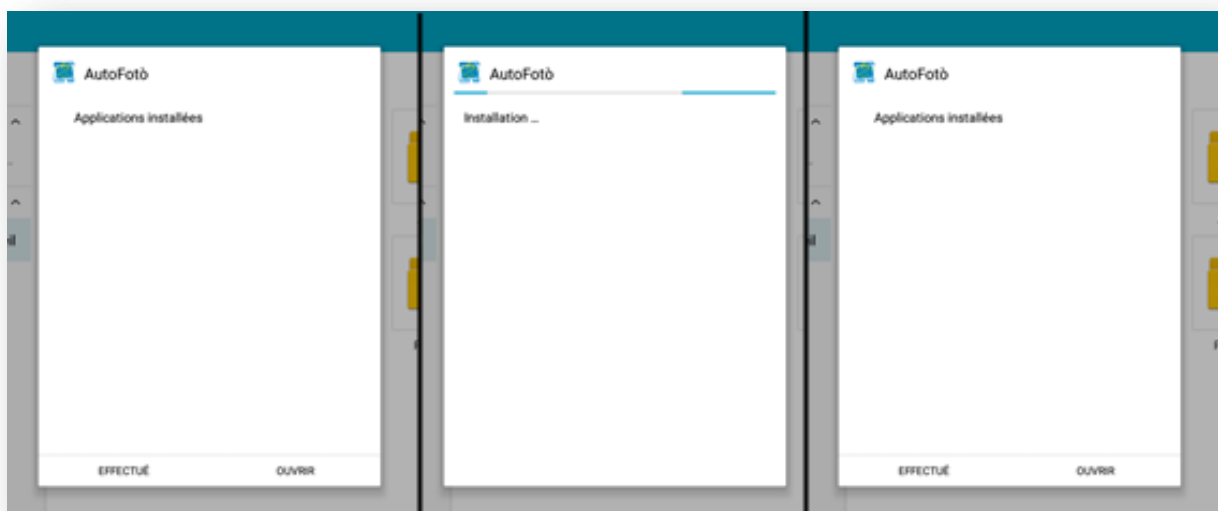 AutoFotò
Applications installées
EFFECTUÉ OUVRIR
AutoFotò
Installation ...
AutoFotò
Applications installées
EFFECTUÉ OUVRIR